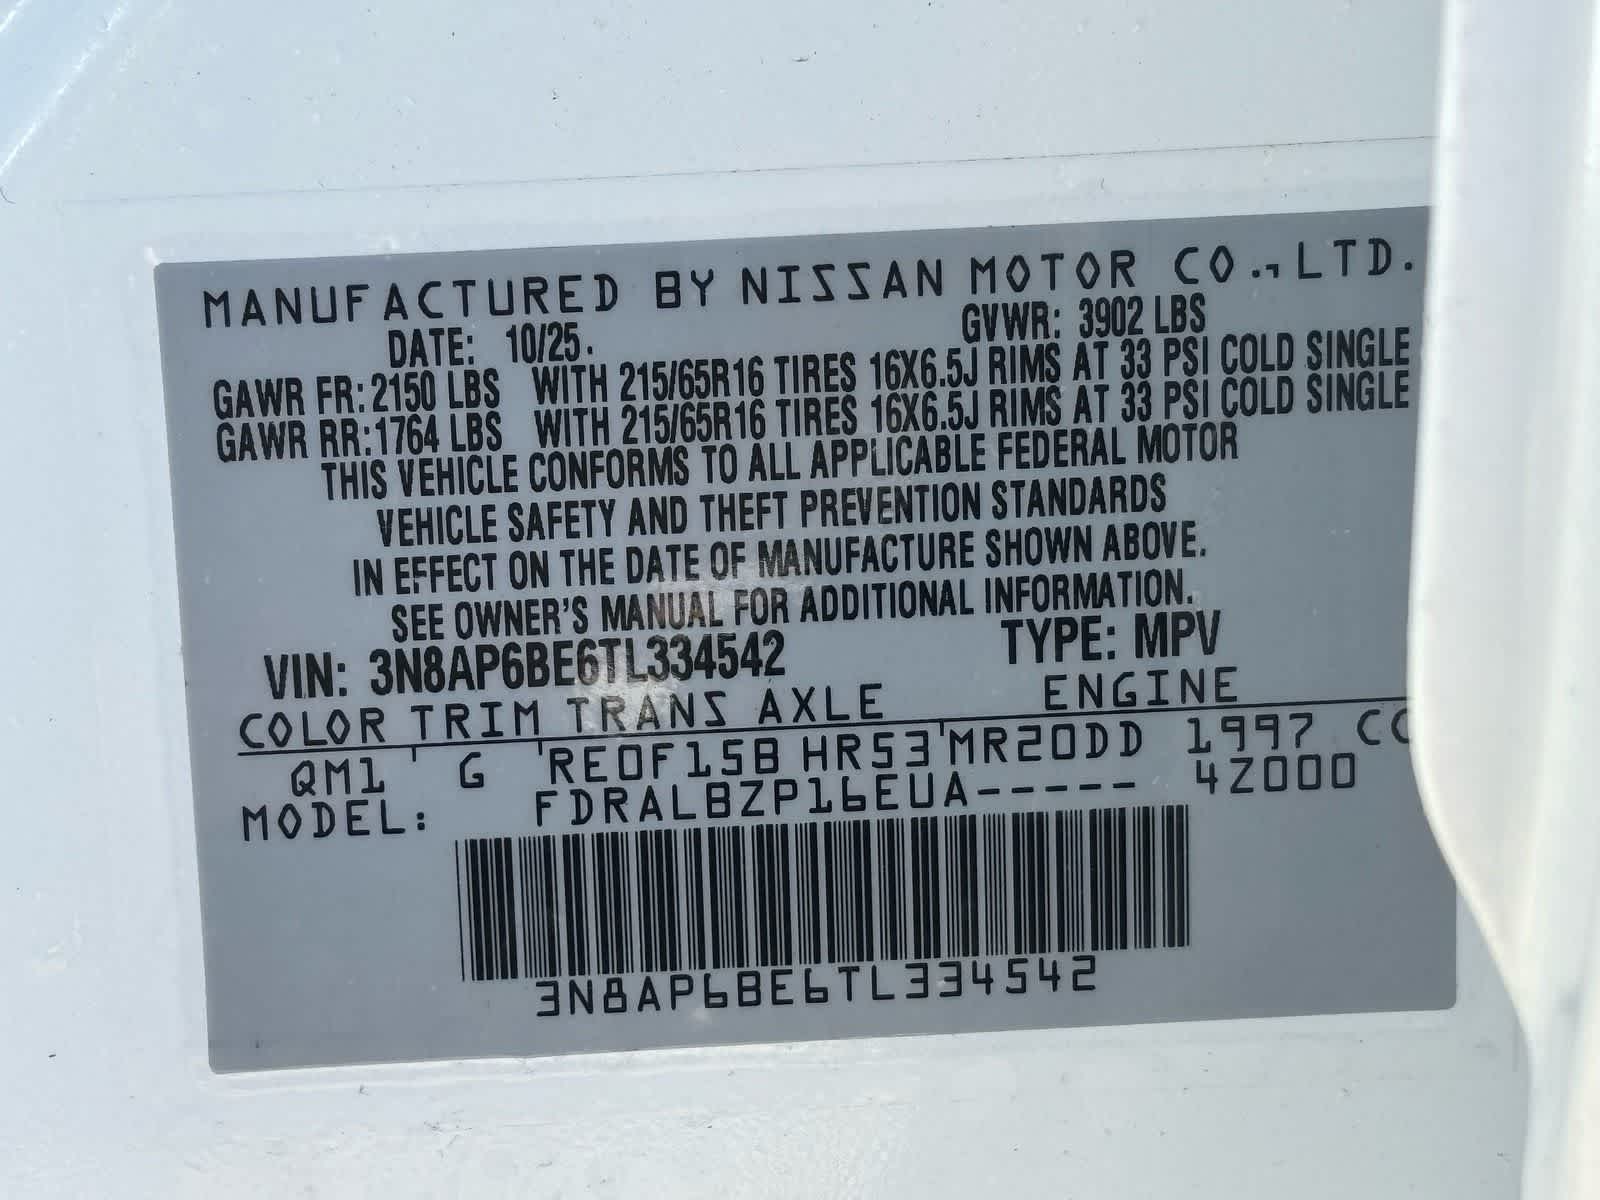 MANUFACTURED BY NISSAN MOTOR CO., LTD.
DATE: 10/25. GVWR: 3902 LBS
GAWR FR: 2150 LBS WITH 215/65R16 TIRES 16X6.5J RIMS AT 33 PSI COLD SINGLE
GAWR RR: 1764 LBS WITH 215/65R16 TIRES 16X6.5J RIMS AT 33 PSI COLD SINGLE
THIS VEHICLE CONFORMS TO ALL APPLICABLE FEDERAL MOTOR
VEHICLE SAFETY AND THEFT PREVENTION STANDARDS
IN EFFECT ON THE DATE OF MANUFACTURE SHOWN ABOVE.
SEE OWNER'S MANUAL FOR ADDITIONAL INFORMATION.
VIN: 3N8AP6BE6TL334542 TYPE: MPV
COLOR TRIM TRANS AXLE ENGINE
QM1 G RE0F15B HR53 MR20DD 1997 CC
MODEL: FDRALBZP16EUA----- 4Z000
3N8AP6BE6TL334542